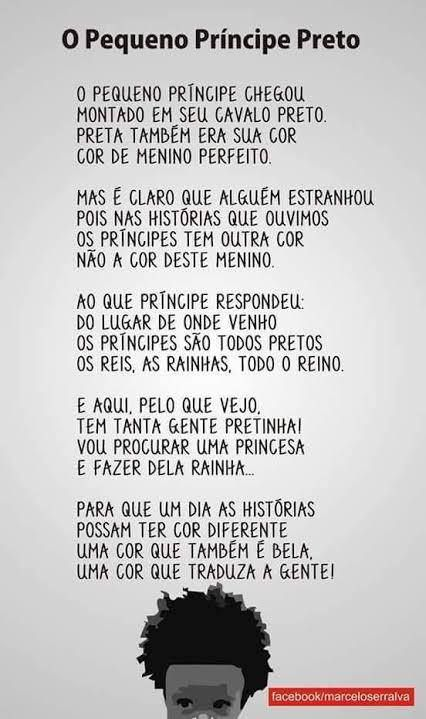 O Pequeno Príncipe Preto
O PEQUENO PRÍNCIPE CHEGOU
MONTADO EM SEU CAVALO PRETO.
PRETA TAMBÉM ERA SUA COR
COR DE MENINO PERFEITO.
MAS É CLARO QUE ALGUÉM ESTRANHOU
POIS NAS HISTÓRIAS QUE OUVIMOS
OS PRÍNCIPES TEM OUTRA COR
NÃO A COR DESTE MENINO.
AO QUE PRÍNCIPE RESPONDEU:
DO LUGAR DE ONDE VENHO
OS PRÍNCIPES SÃO TODOS PRETOS
OS REIS, AS RAINHAS, TODO O REINO.
E AQUI, PELO QUE VEJO,
TEM TANTA GENTE PRETINHA!
VOU PROCURAR UMA PRINCESA
E FAZER DELA RAINHA...
PARA QUE UM DIA AS HISTÓRIAS
POSSAM TER COR DIFERENTE
UMA COR QUE TAMBÉM É BELA,
UMA COR QUE TRADUZA A GENTE!
facebook/marceloserralva